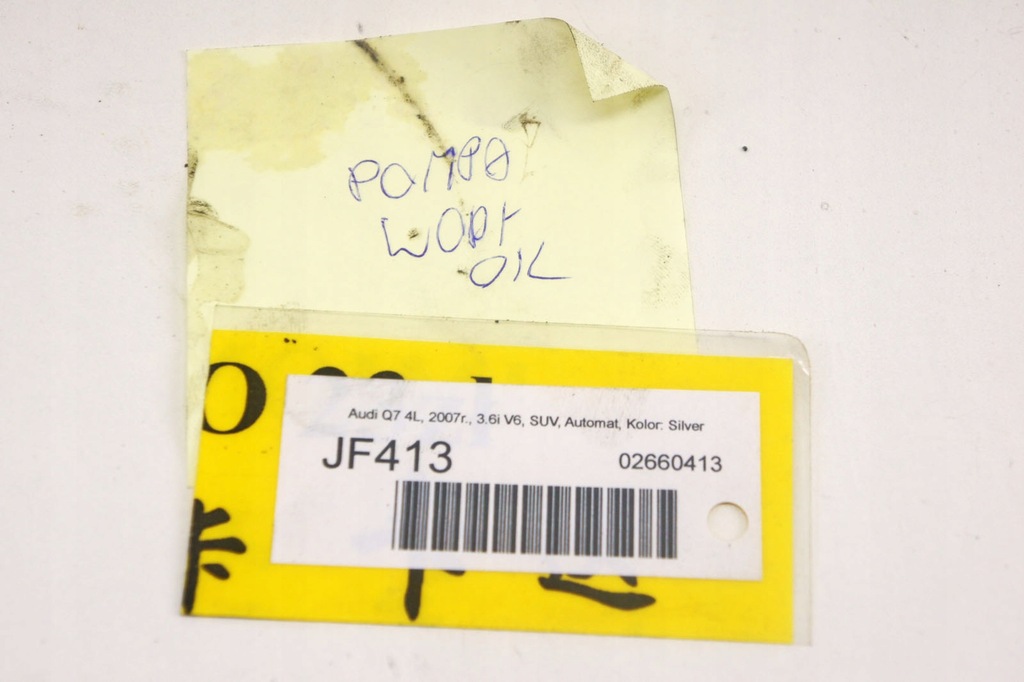 POMPA
WODY
OIL
Audi Q7 4L, 2007r., 3.6i V6, SUV, Automat, Kolor: Silver
JF413
02660413